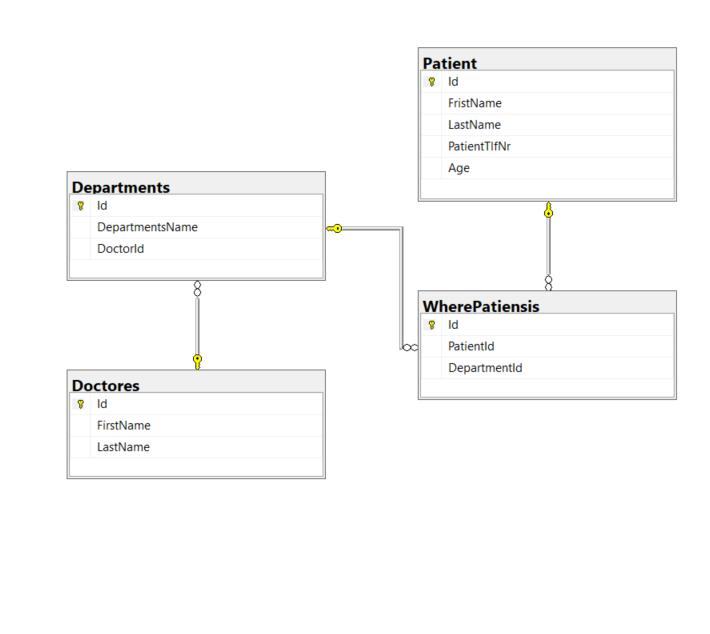 Patient
Id
FristName
LastName
PatientTlfNr
Age
Departments
Id
DepartmentsName
DoctorId
WherePatiensis
Id
PatientId
DepartmentId
Doctores
Id
FirstName
LastName